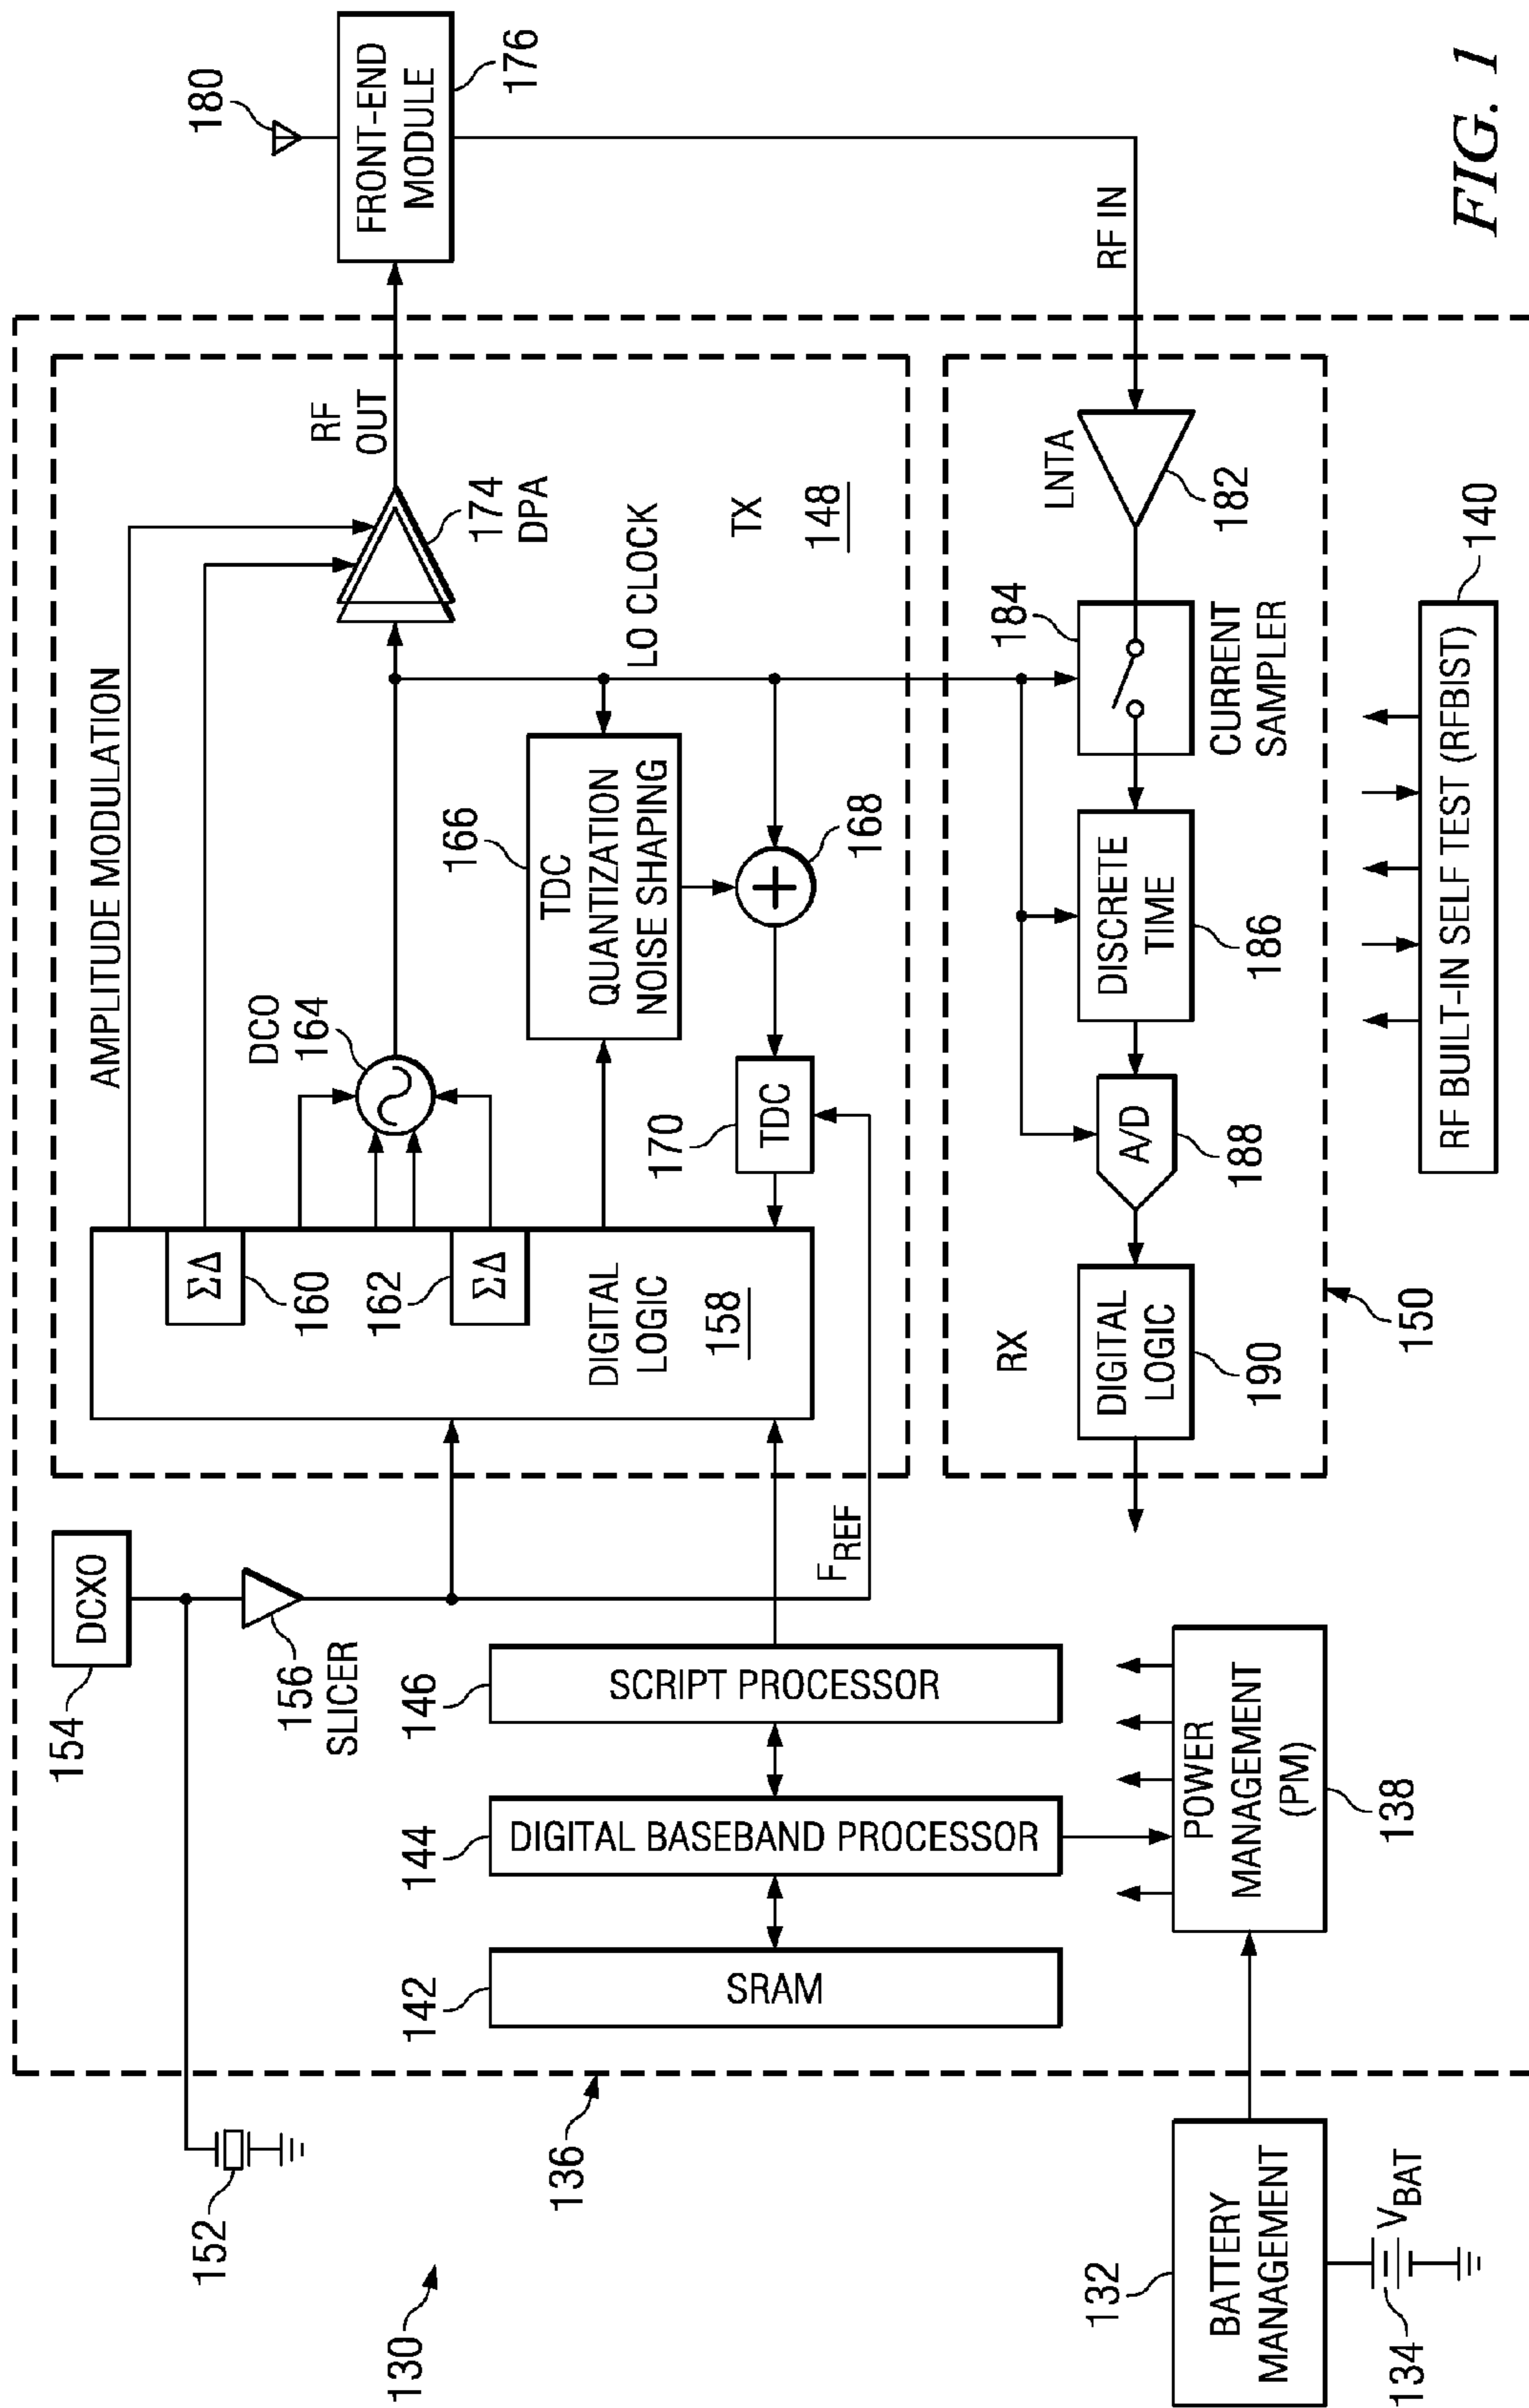 180
FRONT-END
MODULE
176
AMPLITUDE MODULATION
RF
OUT
174
DPA
DCO
164
LO CLOCK
TX
148
TDC
QUANTIZATION
NOISE SHAPING
166
168
170
TDC
ΣΔ
160
162
ΣΔ
DIGITAL
LOGIC
158
DCXO
154
156
SLICER
152
F_REF
RF IN
LNTA
182
184
CURRENT
SAMPLER
DISCRETE
TIME
186
A/D
188
RX
DIGITAL
LOGIC
190
150
146
SCRIPT PROCESSOR
144
DIGITAL BASEBAND PROCESSOR
142
SRAM
136
130
POWER
MANAGEMENT
(PM)
138
RF BUILT-IN SELF TEST (RFBIST)
140
132
BATTERY
MANAGEMENT
134
V_BAT
FIG. 1